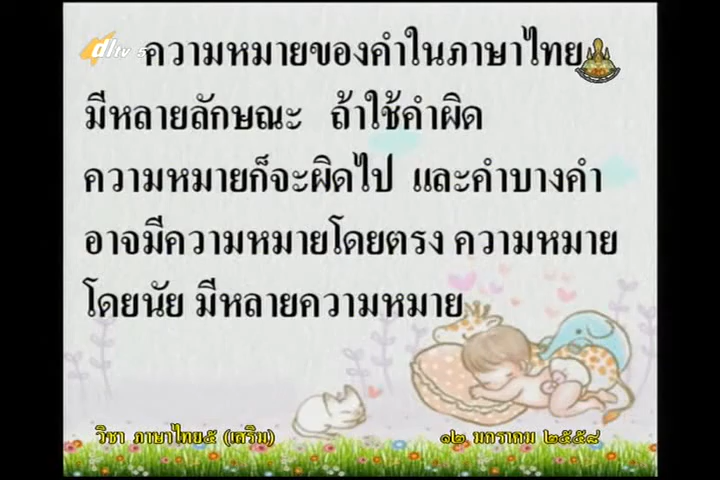 dltv 5
ความหมายของคำในภาษาไทย
มีหลายลักษณะ ถ้าใช้คำผิด
ความหมายก็จะผิดไป และคำบางคำ
อาจมีความหมายโดยตรง ความหมาย
โดยนัย มีหลายความหมาย
วิชา ภาษาไทย๕ (เสริม) ๑๒ มกราคม ๒๕๕๘